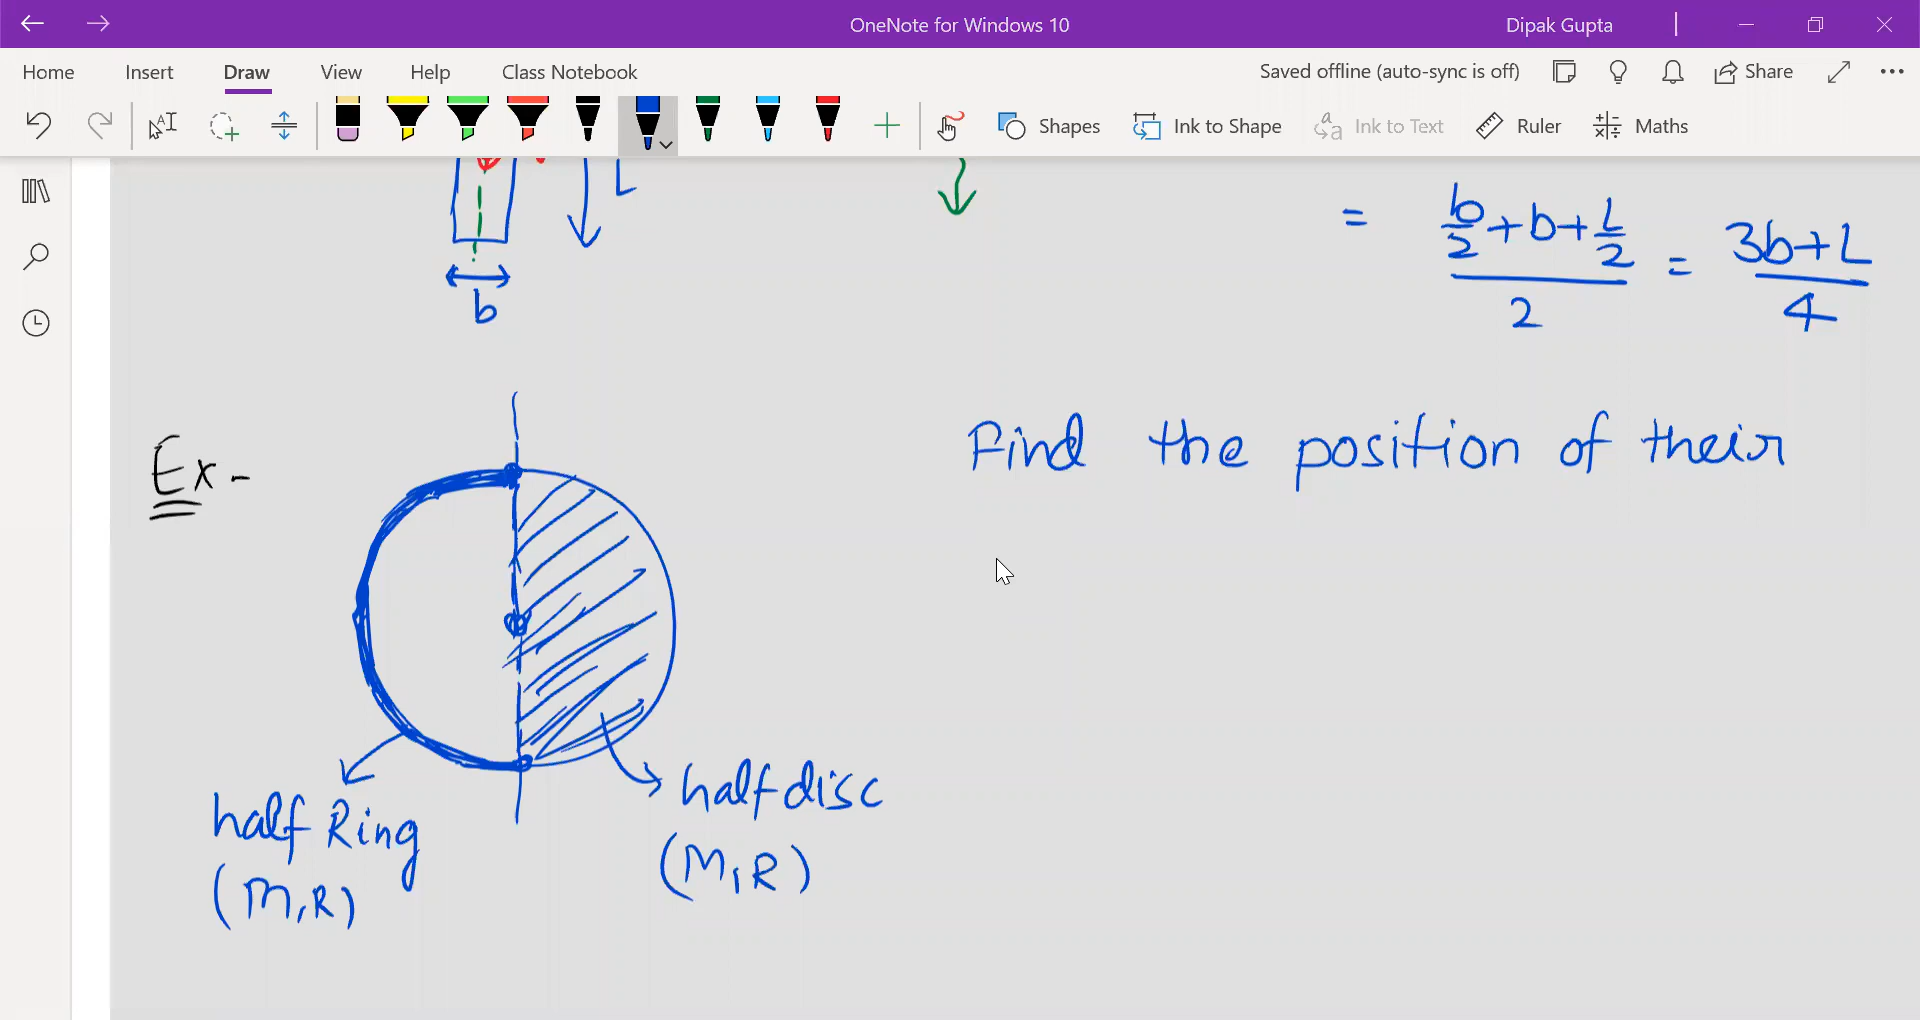 OneNote for Windows 10
Dipak Gupta
Home Insert Draw View Help Class Notebook
Saved offline (auto-sync is off) Share
Shapes Ink to Shape Ink to Text Ruler Maths
L
b
= b/2 + b + L/2 / 2 = 3b+L / 4
Ex-
Find the position of their
half Ring
(M,R)
half disc
(M,R)